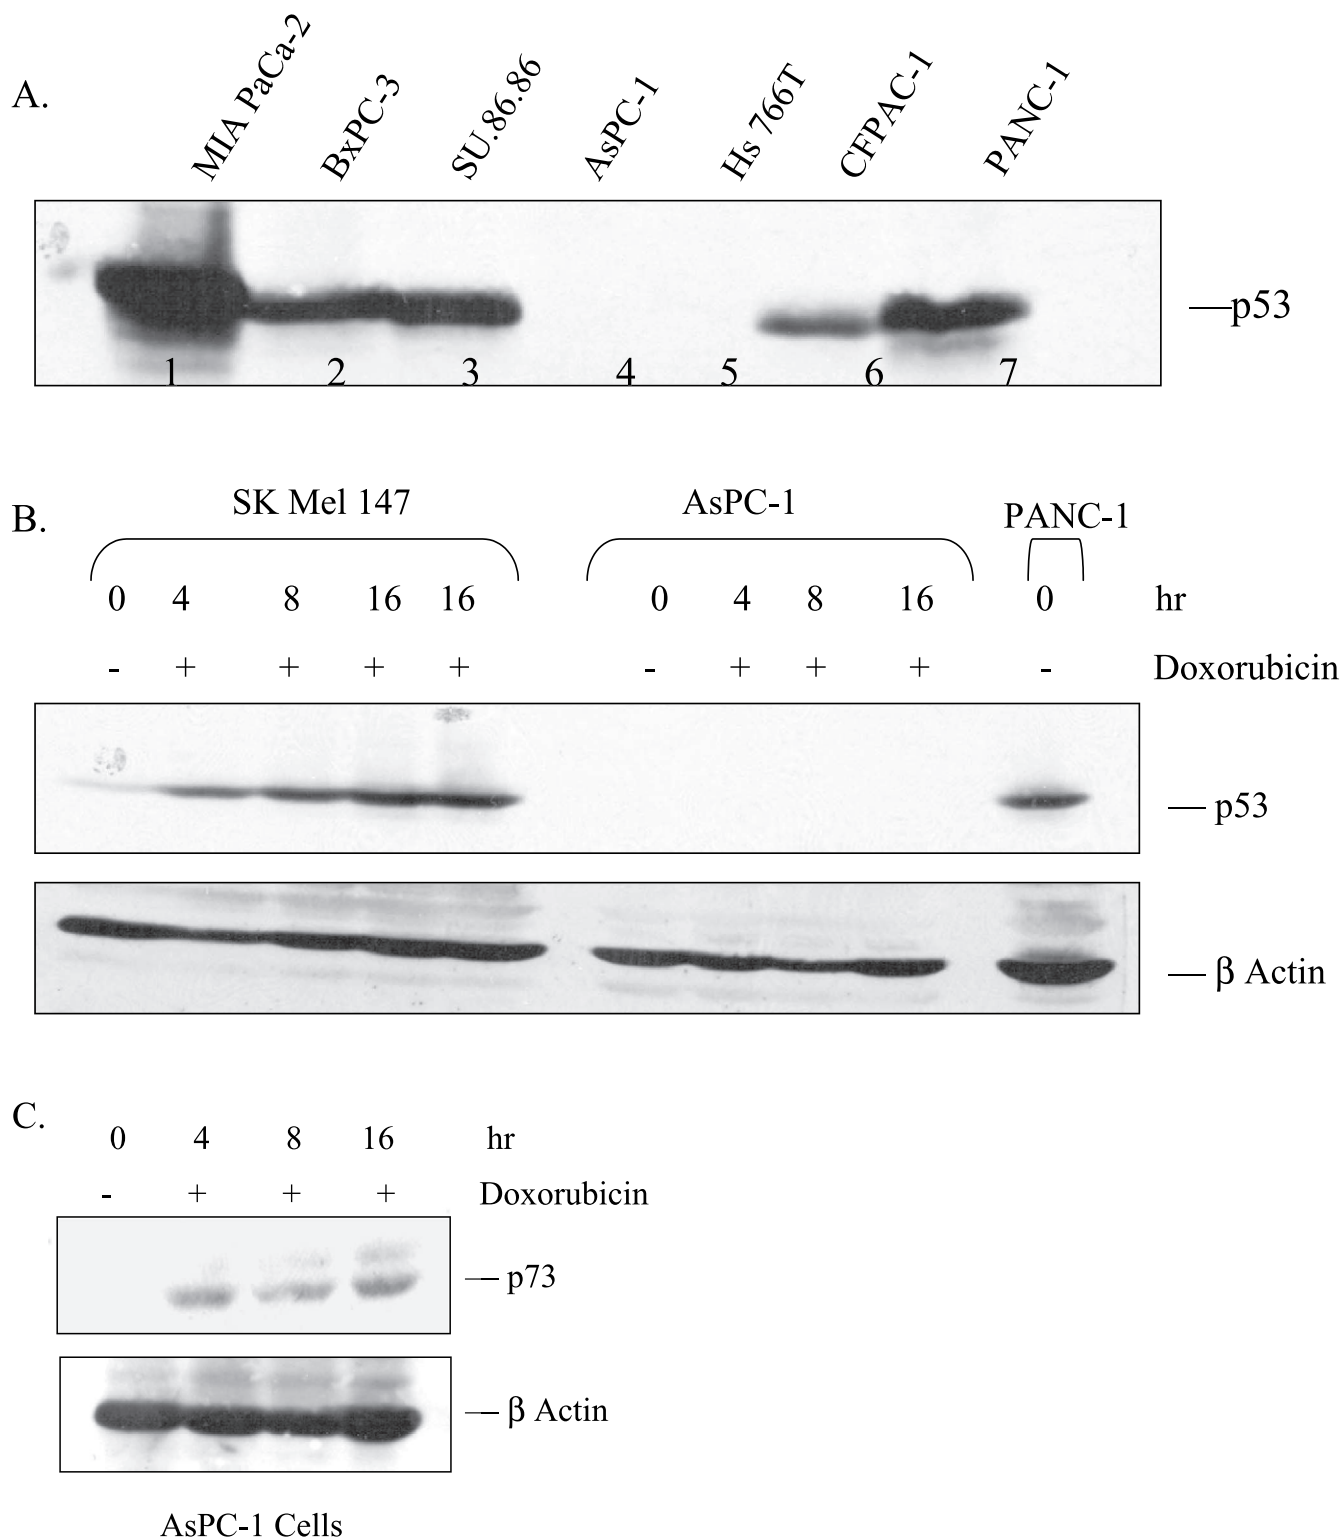 A.
MIA PaCa-2 BxPC-3 SU.86.86 AsPC-1 Hs 766T CFPAC-1 PANC-1
—p53
1 2 3 4 5 6 7
B.
SK Mel 147 AsPC-1 PANC-1
0 4 8 16 16 0 4 8 16 0 hr
- + + + + - + + + - Doxorubicin
— p53
— β Actin
C.
0 4 8 16 hr
- + + + Doxorubicin
— p73
— β Actin
AsPC-1 Cells